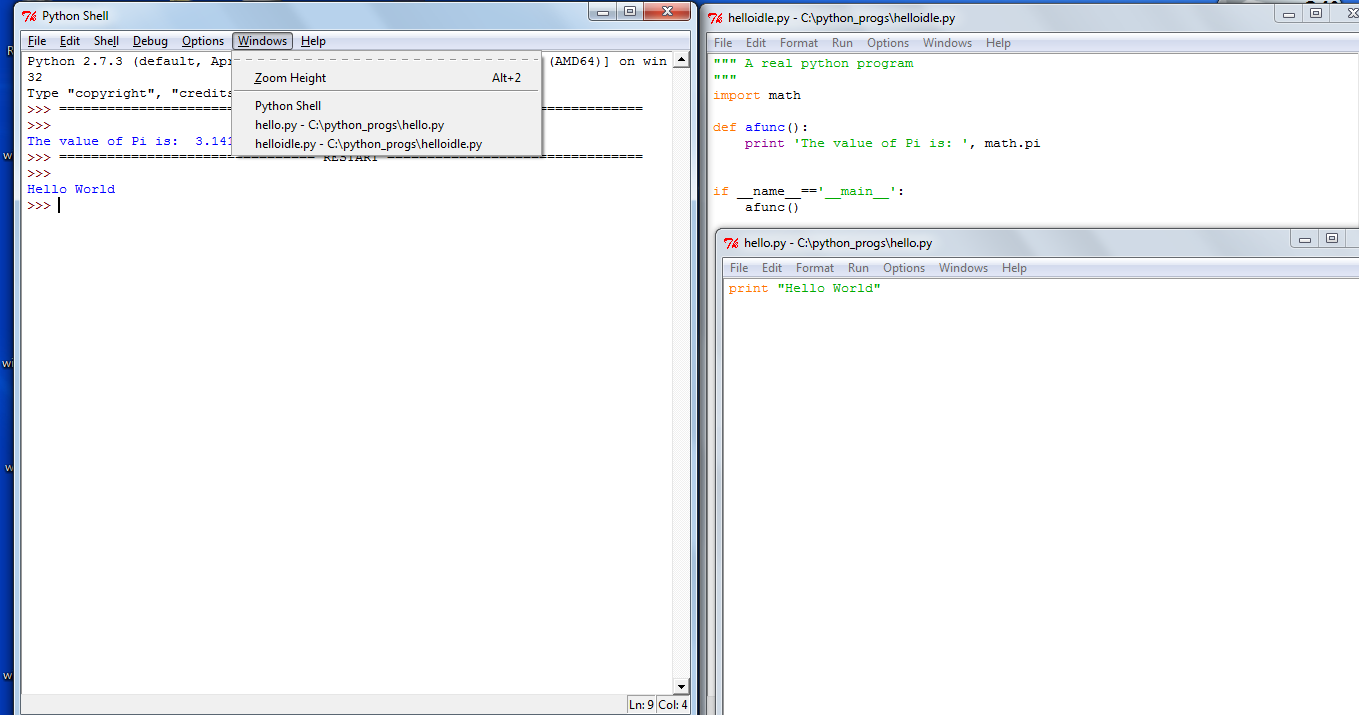 Python Shell
File Edit Shell Debug Options Windows Help
Python 2.7.3 (default, (AMD64)] on win
32
Type "copyright", "credits
>>> ================================================================
>>>
The value of Pi is:  3.141
>>> ================================ RESTART ================================
>>>
Hello World
>>>
Zoom Height Alt+2
Python Shell
hello.py - C:\python_progs\hello.py
helloidle.py - C:\python_progs\helloidle.py
Ln: 9 Col: 4
helloidle.py - C:\python_progs\helloidle.py
File Edit Format Run Options Windows Help
""" A real python program
"""
import math
def afunc():
    print 'The value of Pi is: ', math.pi
if __name__=='__main__':
    afunc()
hello.py - C:\python_progs\hello.py
File Edit Format Run Options Windows Help
print "Hello World"